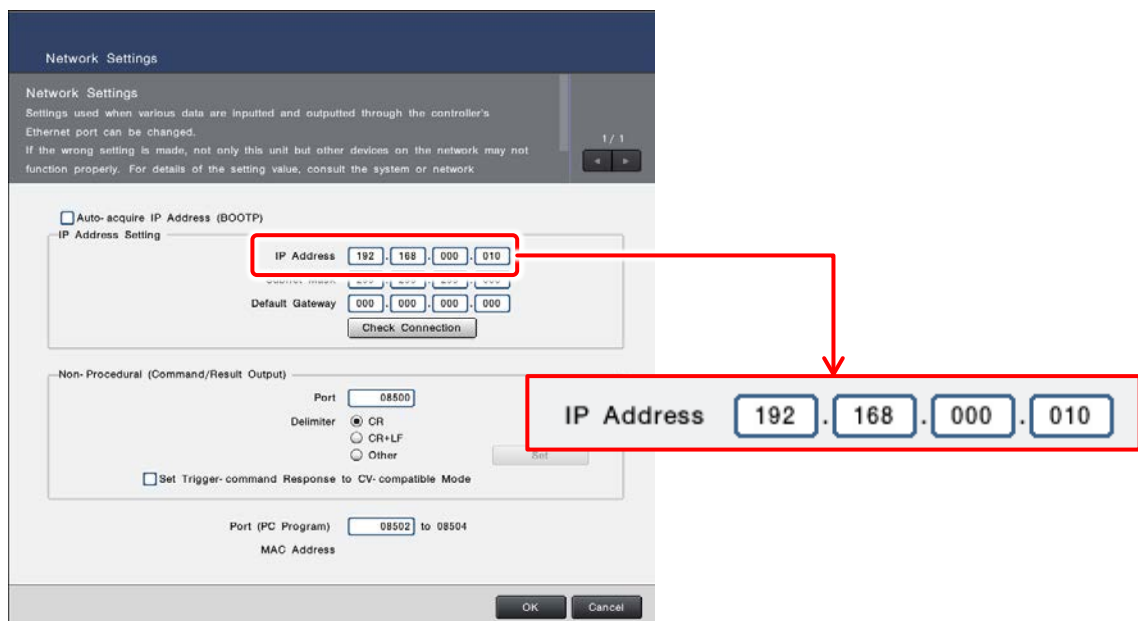 Network Settings
Network Settings
Settings used when various data are inputted and outputted through the controller's
Ethernet port can be changed.
If the wrong setting is made, not only this unit but other devices on the network may not
function properly. For details of the setting value, consult the system or network
1/ 1
Auto-acquire IP Address (BOOTP)
IP Address Setting
IP Address 192 . 168 . 000 . 010
Default Gateway 000 . 000 . 000 . 000
Check Connection
Non-Procedural (Command/Result Output)
Port 08500
Delimiter CR
CR+LF
Other
Set
IP Address 192 . 168 . 000 . 010
Set Trigger-command Response to CV-compatible Mode
Port (PC Program) 08502 to 08504
MAC Address
OK Cancel